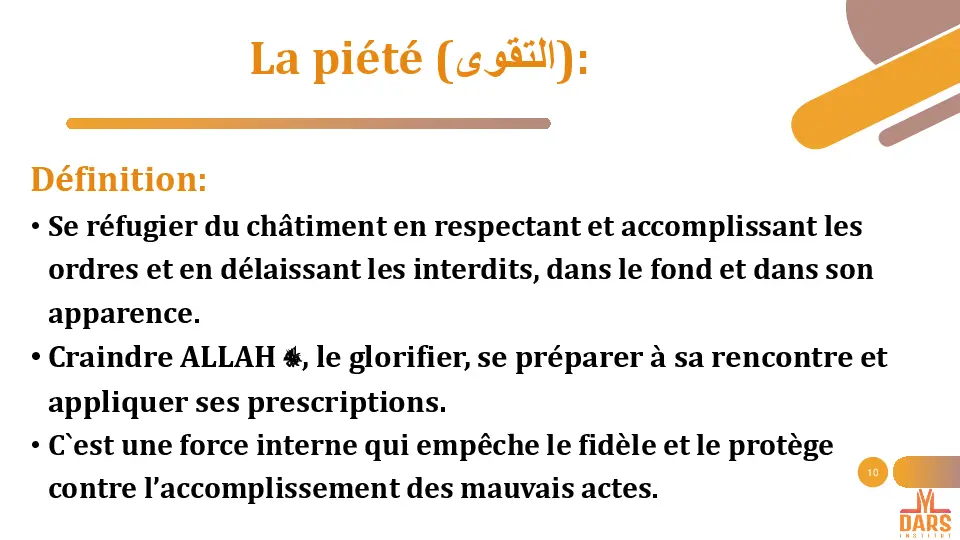 La piété (التقوى):
Définition:
• Se réfugier du châtiment en respectant et accomplissant les
ordres et en délaissant les interdits, dans le fond et dans son
apparence.
• Craindre ALLAH, le glorifier, se préparer à sa rencontre et
appliquer ses prescriptions.
• C`est une force interne qui empêche le fidèle et le protège
contre l’accomplissement des mauvais actes.
10
DARS
INSTITUT